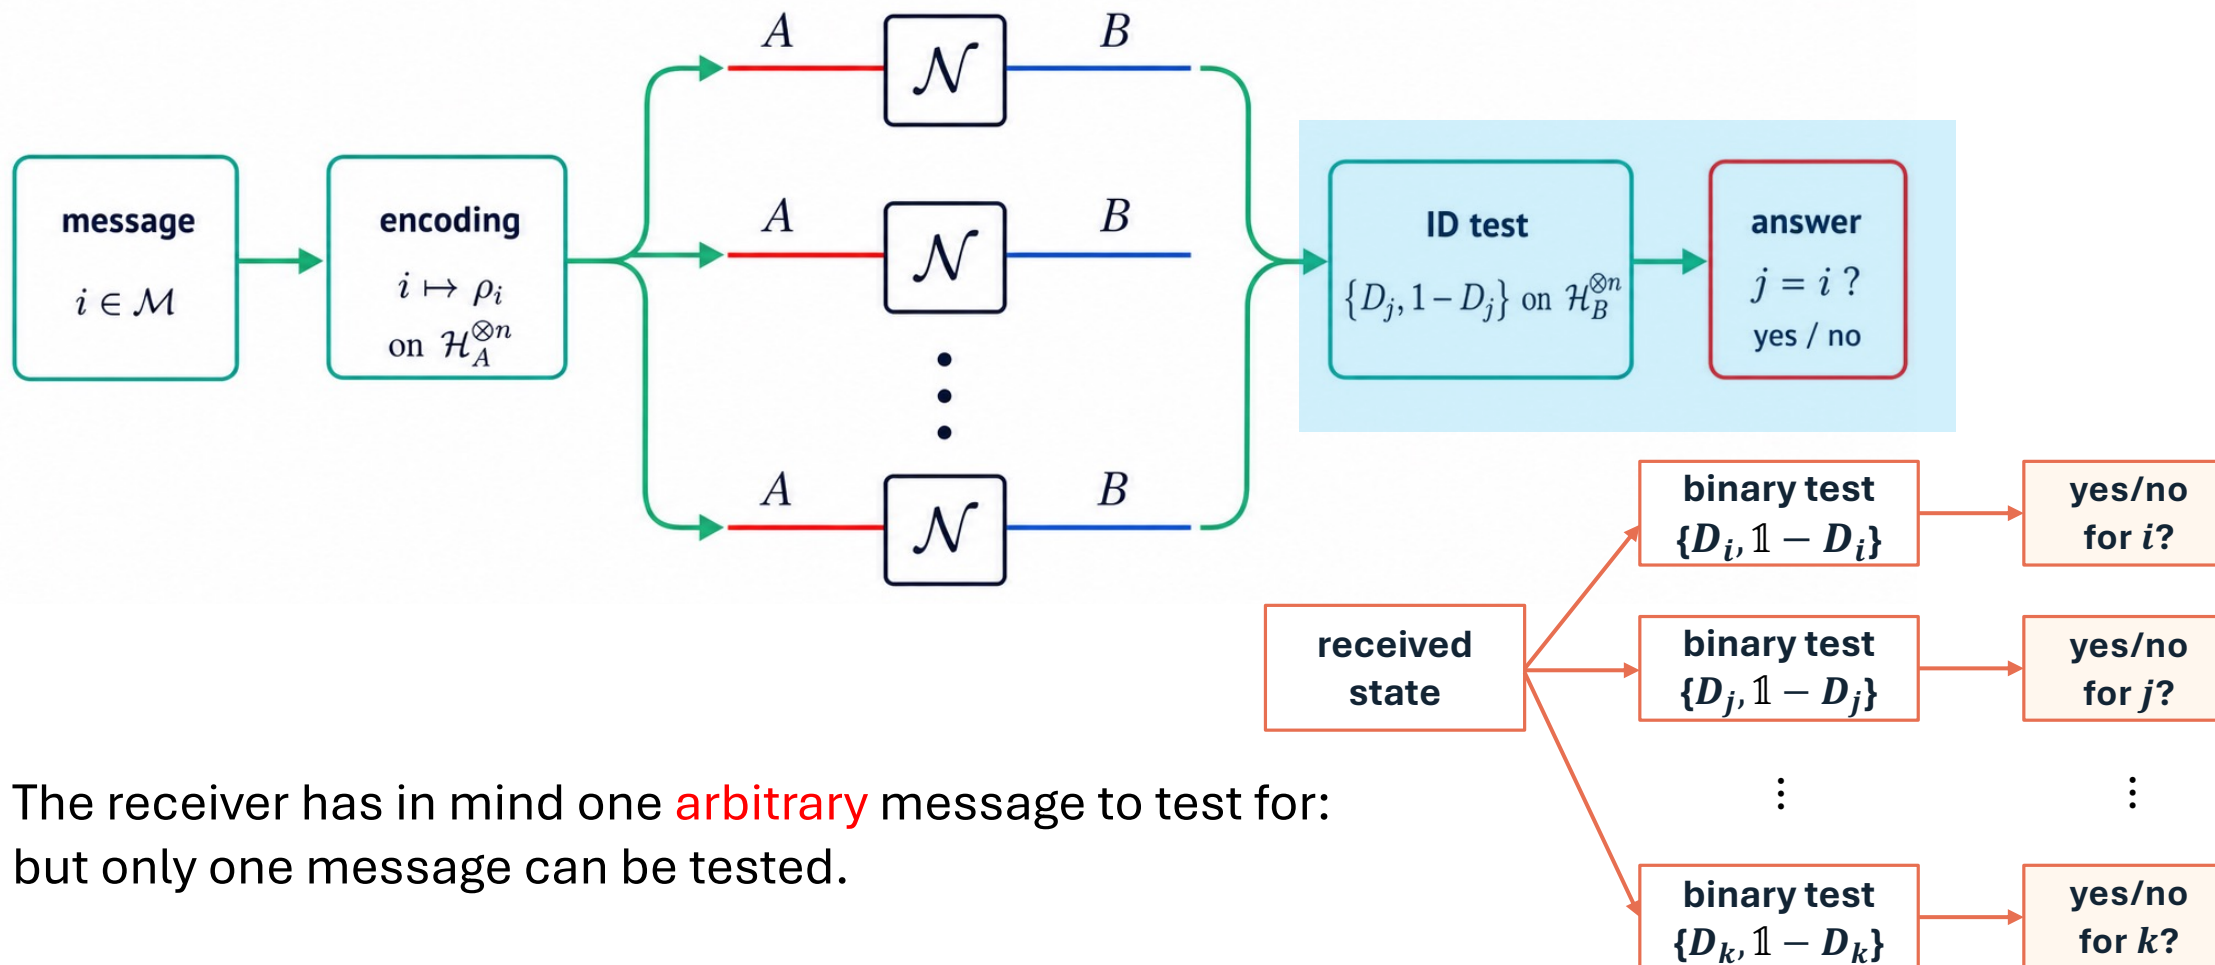 A
𝒩
B
message
i ∈ ℳ
encoding
i ↦ ρᵢ
on ℋ_A^{⊗n}
A
𝒩
B
ID test
{D_j, 1 − D_j} on ℋ_B^{⊗n}
answer
j = i ?
yes / no
⋮
A
𝒩
B
binary test
{D_i, 𝟙 − D_i}
yes/no
for i?
received
state
binary test
{D_j, 𝟙 − D_j}
yes/no
for j?
⋮
⋮
The receiver has in mind one arbitrary message to test for:
but only one message can be tested.
binary test
{D_k, 𝟙 − D_k}
yes/no
for k?